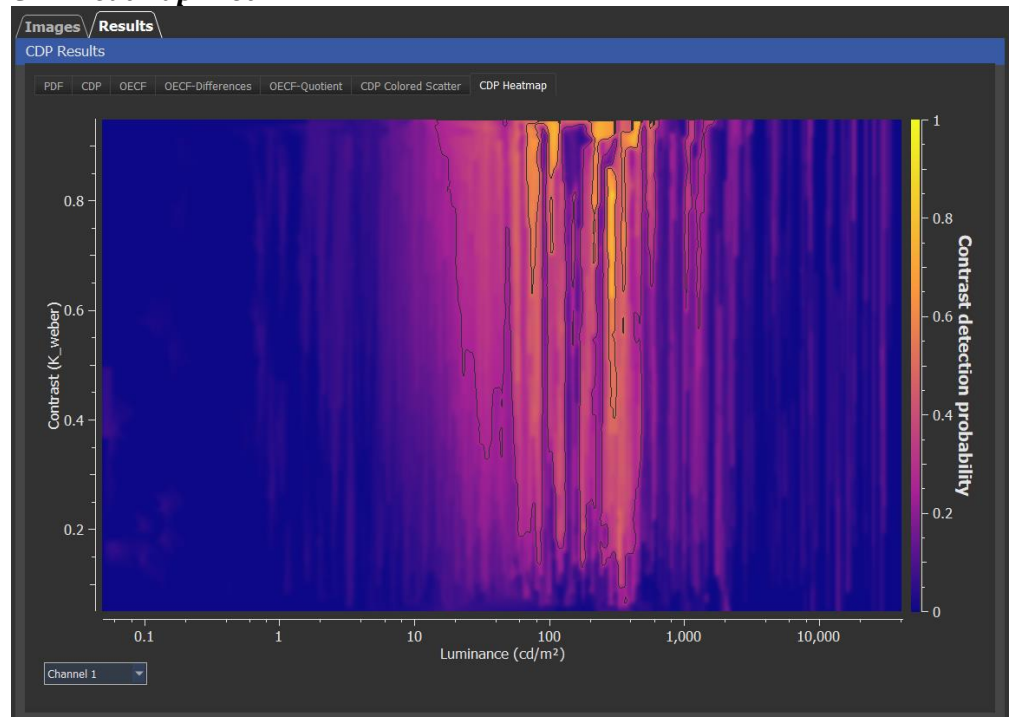 Images Results
CDP Results
PDF CDP OECF OECF-Differences OECF-Quotient CDP Colored Scatter CDP Heatmap
1
0.8
0.6
0.4
0.2
0
Contrast detection probability
0.8
0.6
0.4
0.2
Contrast (K_weber)
0.1 1 10 100 1,000 10,000
Luminance (cd/m²)
Channel 1